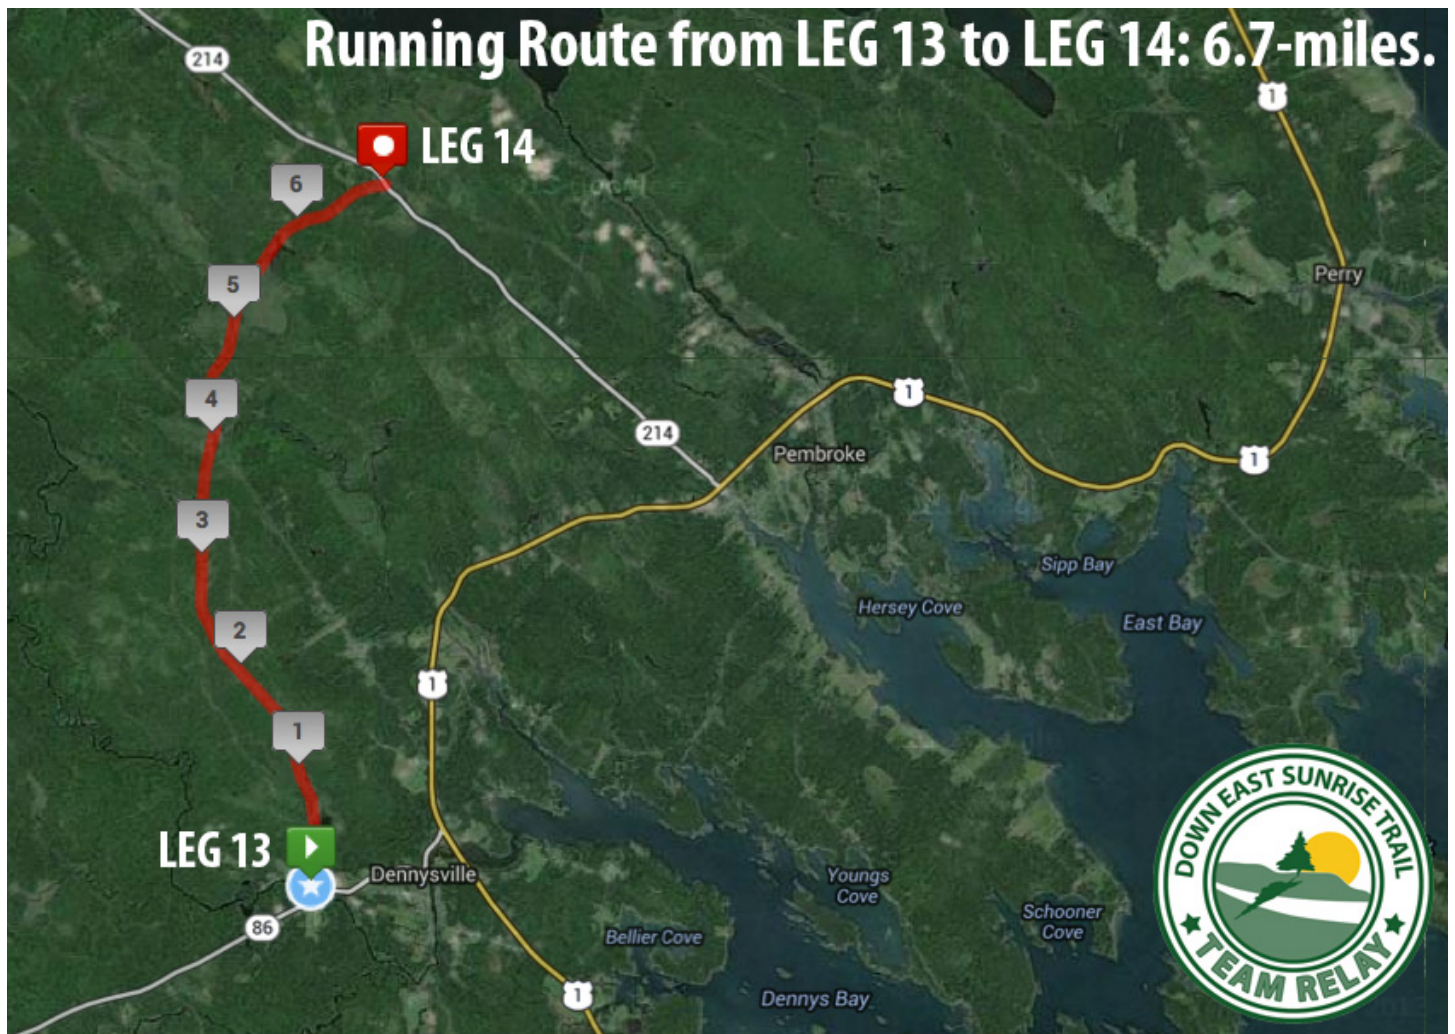 Running Route from LEG 13 to LEG 14: 6.7-miles.
214
1
LEG 14
6
Perry
5
1
4
214
Pembroke
1
3
Sipp Bay
Hersey Cove
East Bay
2
1
1
LEG 13
Dennysville
86
Youngs
Cove
Schooner
Cove
Bellier Cove
Dennys Bay
1
DOWN EAST SUNRISE TRAIL
TEAM RELAY